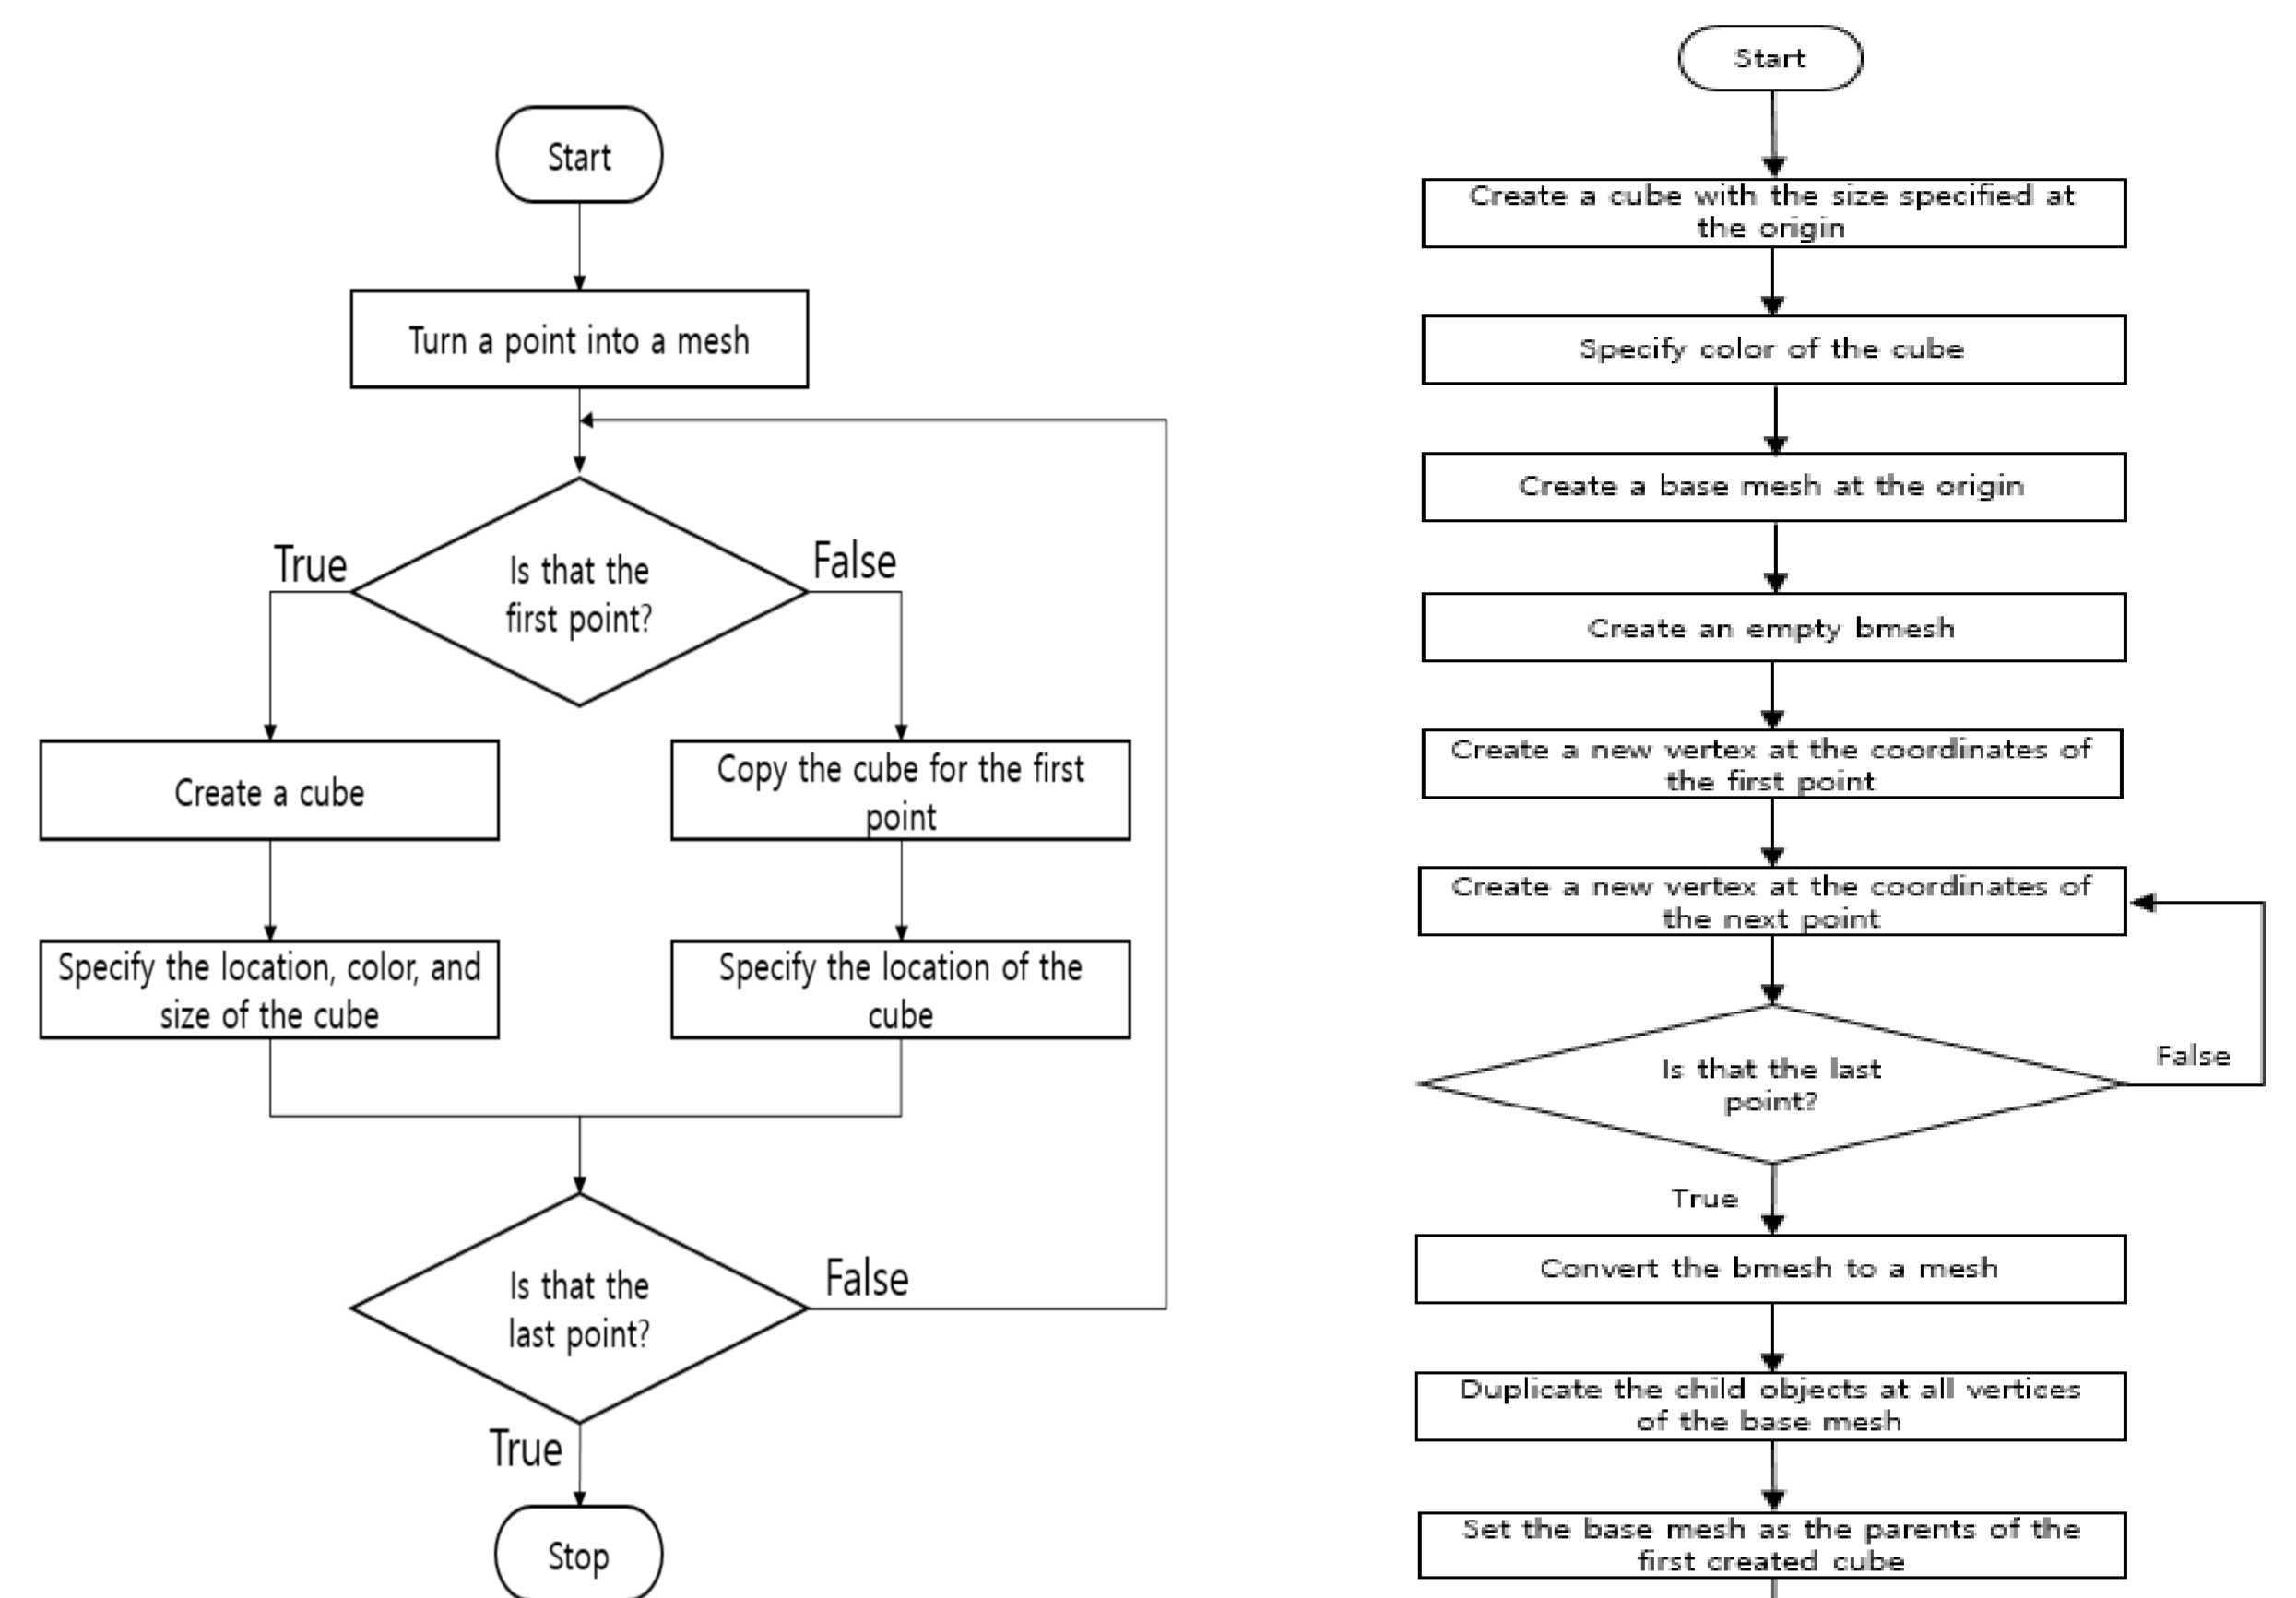 Start
Turn a point into a mesh
True
False
Is that the
first point?
Create a cube
Copy the cube for the first
point
Specify the location, color, and
size of the cube
Specify the location of the
cube
Is that the
last point?
False
True
Stop
Start
Create a cube with the size specified at
the origin
Specify color of the cube
Create a base mesh at the origin
Create an empty bmesh
Create a new vertex at the coordinates of
the first point
Create a new vertex at the coordinates of
the next point
Is that the last
point?
False
True
Convert the bmesh to a mesh
Duplicate the child objects at all vertices
of the base mesh
Set the base mesh as the parents of the
first created cube